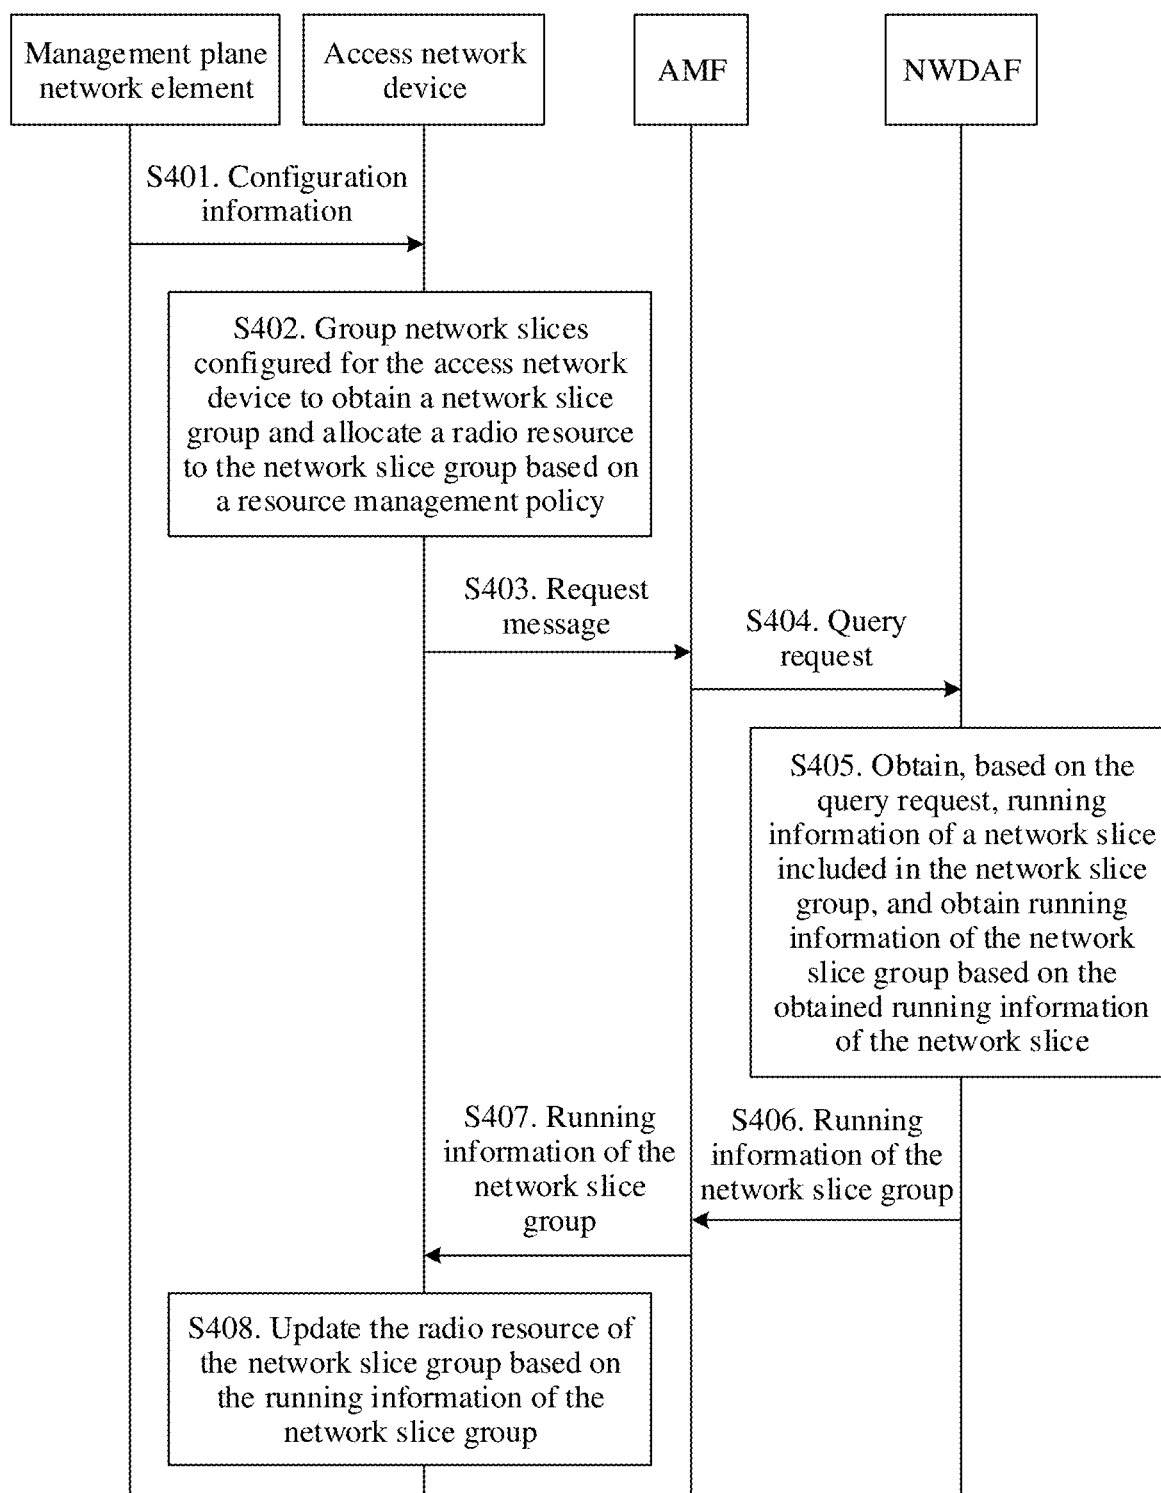 Management plane
network element
Access network
device
AMF
NWDAF
S401. Configuration
information
S402. Group network slices
configured for the access network
device to obtain a network slice
group and allocate a radio resource
to the network slice group based on
a resource management policy
S403. Request
message
S404. Query
request
S405. Obtain, based on the
query request, running
information of a network slice
included in the network slice
group, and obtain running
information of the network
slice group based on the
obtained running information
of the network slice
S406. Running
information of the
network slice group
S407. Running
information of the
network slice
group
S408. Update the radio resource of
the network slice group based on
the running information of the
network slice group